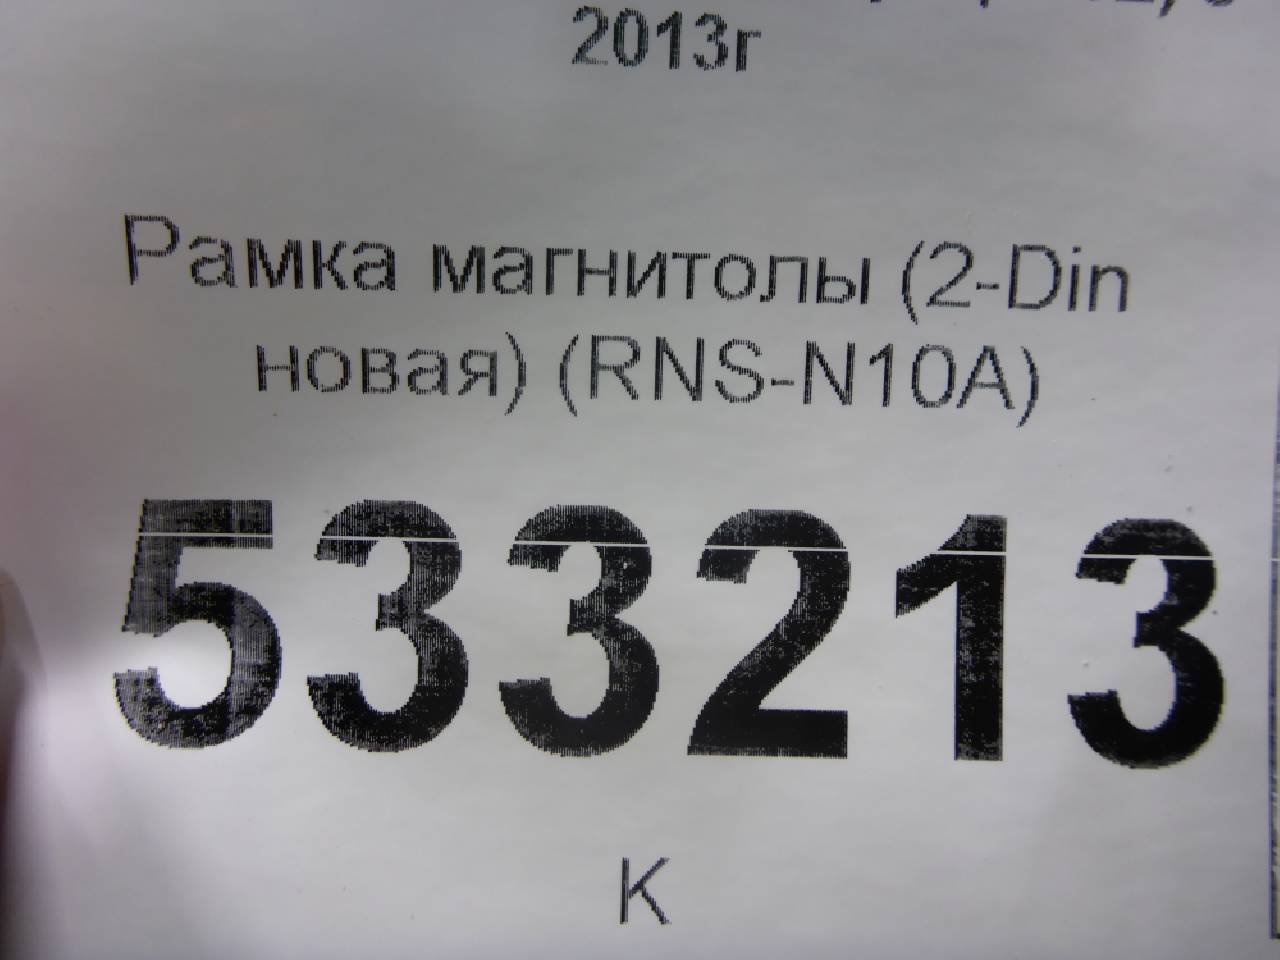 2013г
Рамка магнитолы (2-Din
новая) (RNS-N10A)
533213
К